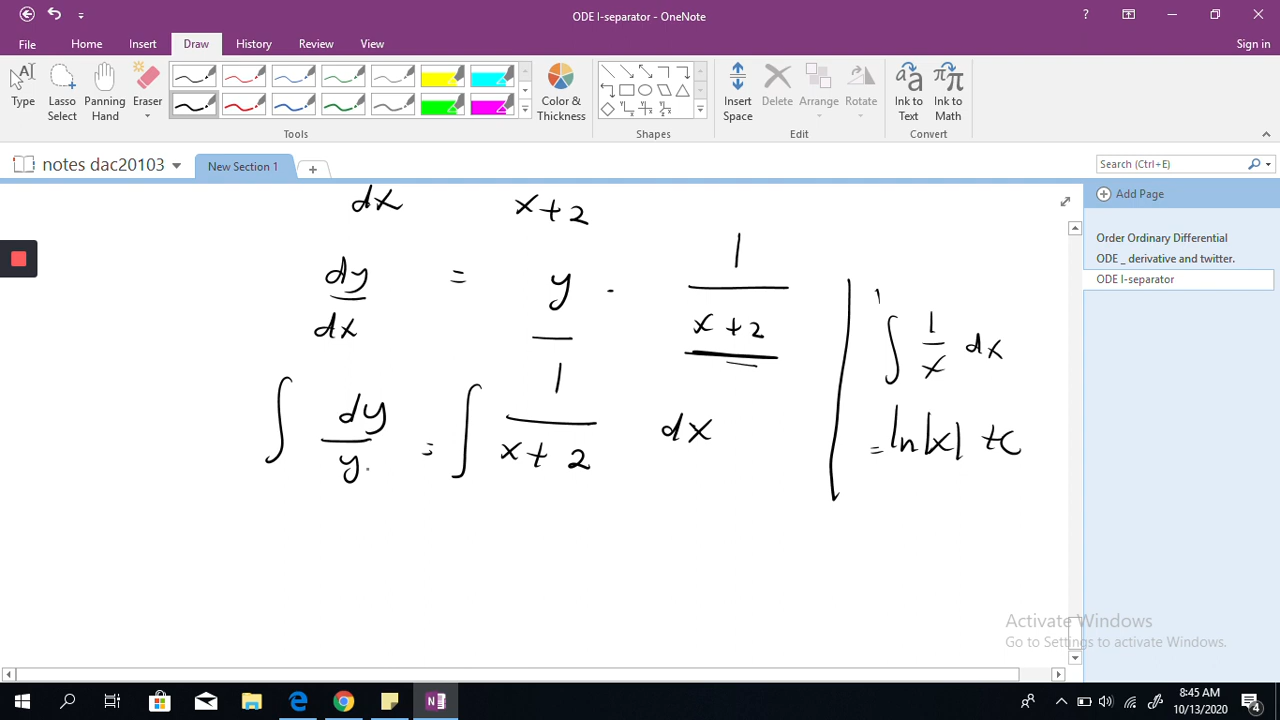 ODE I-separator - OneNote
?
File Home Insert Draw History Review View Sign in
Type
Lasso Select
Panning Hand
Eraser
Color & Thickness
Insert Space
Delete
Arrange
Rotate
Ink to Text
Ink to Math
Tools Shapes Edit Convert
notes dac20103
New Section 1
+
Search (Ctrl+E)
Add Page
Order Ordinary Differential
ODE _ derivative and twitter.
ODE I-separator
dx x+2
dy/dx = y/1 · 1/(x+2)
∫ dy/y = ∫ 1/(x+2) dx
∫ 1/x dx
= ln|x| +c
Activate Windows
Go to Settings to activate Windows.
8:45 AM
10/13/2020
4